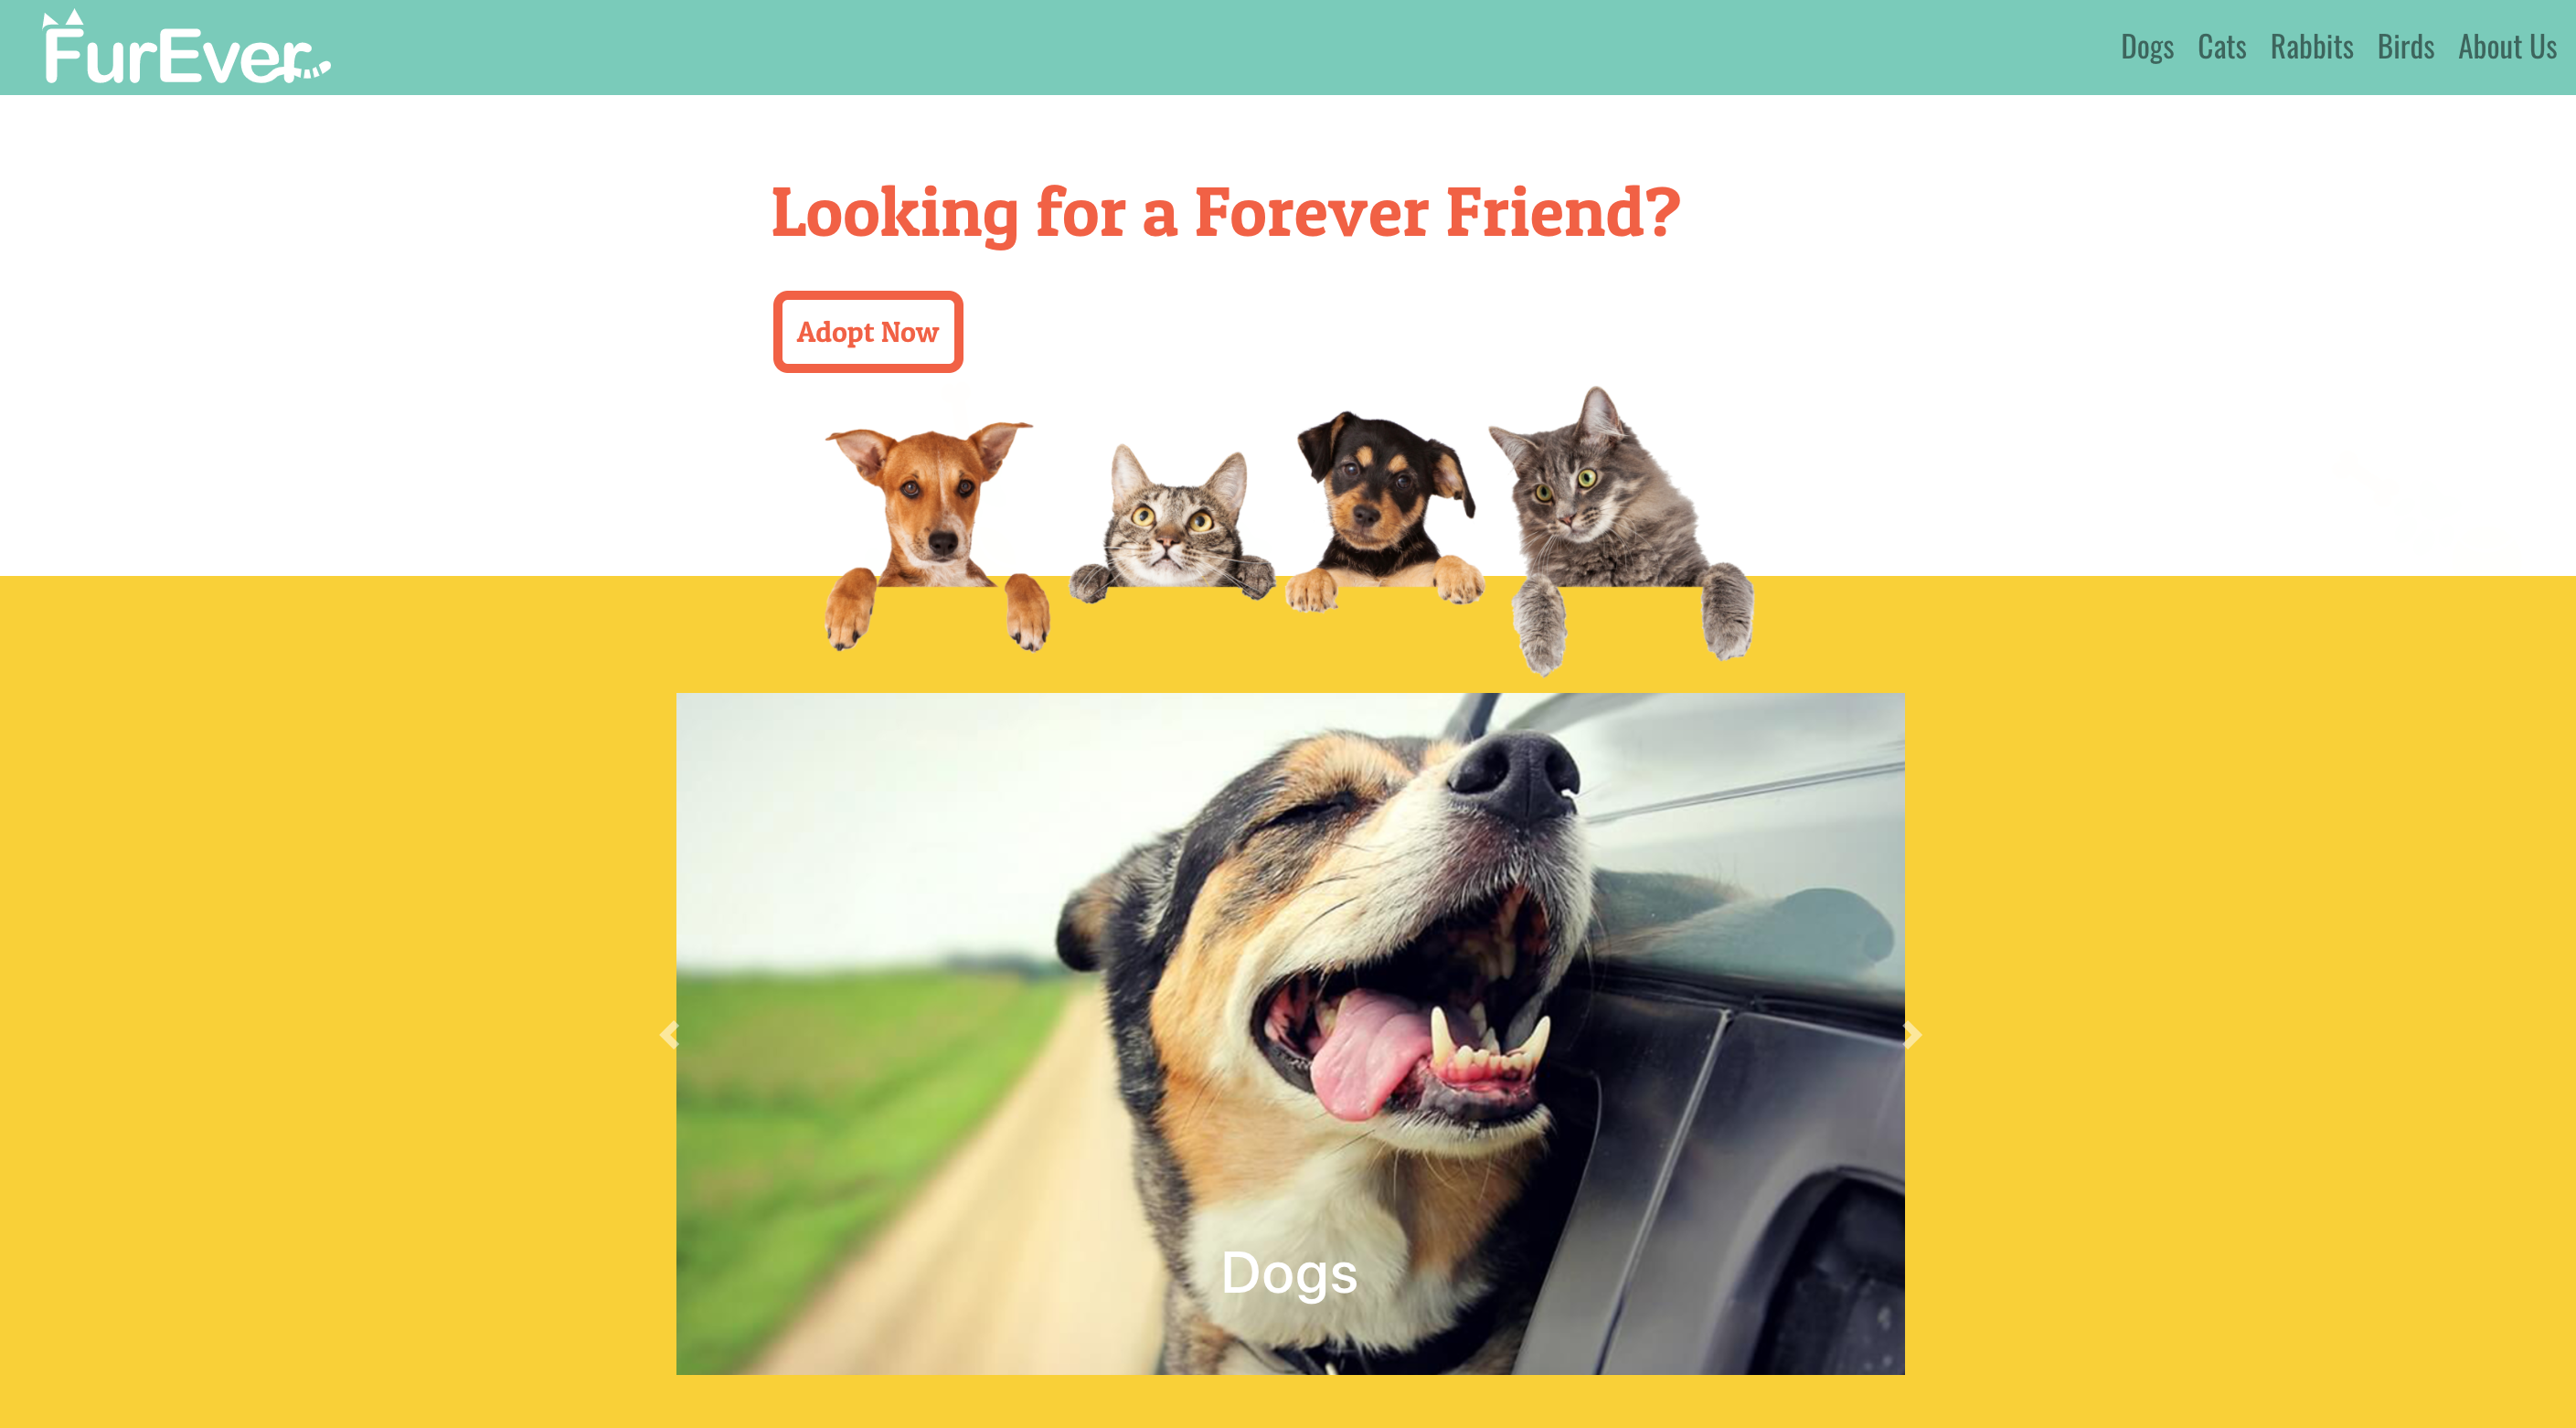 FurEver
Dogs Cats Rabbits Birds About Us
Looking for a Forever Friend?
Adopt Now
Dogs